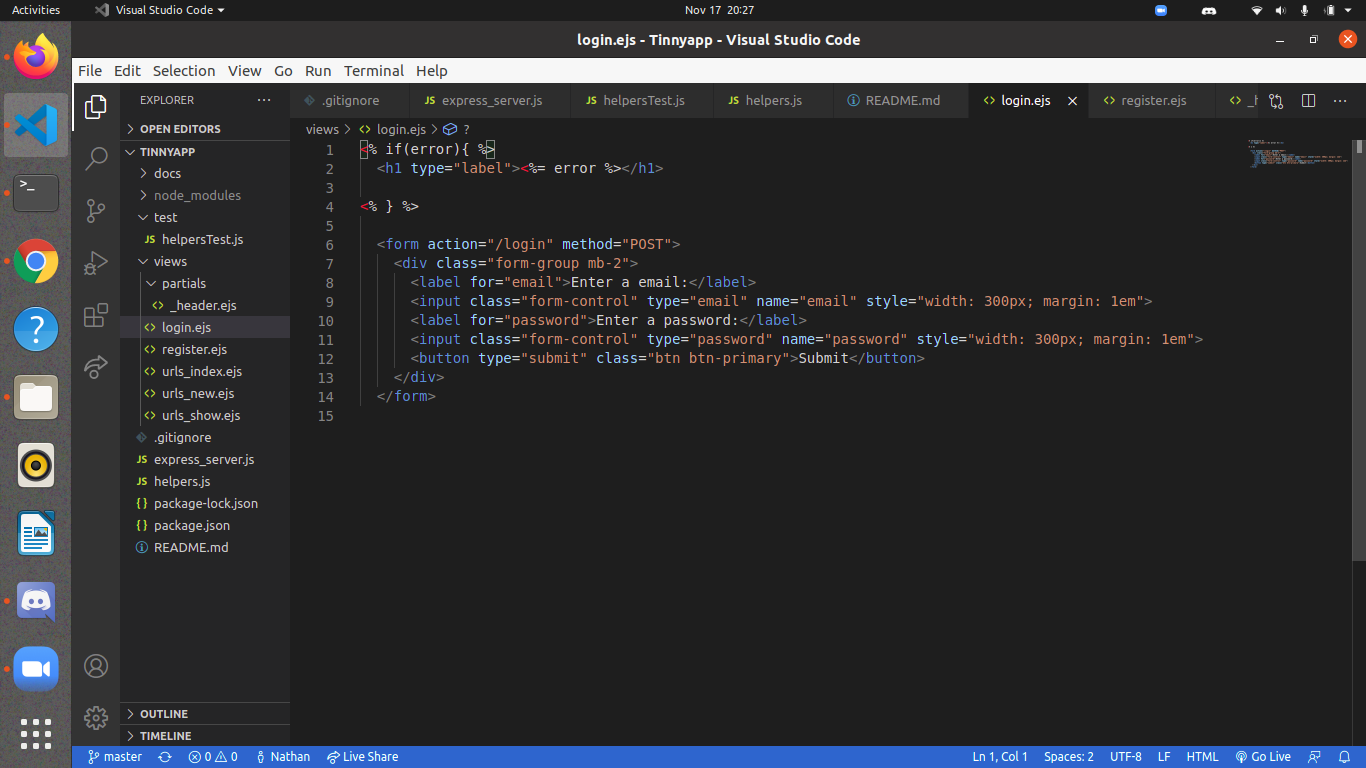 Activities Visual Studio Code Nov 17 20:27
login.ejs - Tinnyapp - Visual Studio Code
File Edit Selection View Go Run Terminal Help
EXPLORER ...
OPEN EDITORS
TINNYAPP
docs
node_modules
test
JS helpersTest.js
views
partials
<> _header.ejs
<> login.ejs
<> register.ejs
<> urls_index.ejs
<> urls_new.ejs
<> urls_show.ejs
.gitignore
JS express_server.js
JS helpers.js
{} package-lock.json
{} package.json
README.md
OUTLINE
TIMELINE
.gitignore JS express_server.js JS helpersTest.js JS helpers.js README.md <> login.ejs <> register.ejs <> _h
views > <> login.ejs > ?
1 <% if(error){ %>
2 <h1 type="label"><%= error %></h1>
3
4 <% } %>
5
6 <form action="/login" method="POST">
7 <div class="form-group mb-2">
8 <label for="email">Enter a email:</label>
9 <input class="form-control" type="email" name="email" style="width: 300px; margin: 1em">
10 <label for="password">Enter a password:</label>
11 <input class="form-control" type="password" name="password" style="width: 300px; margin: 1em">
12 <button type="submit" class="btn btn-primary">Submit</button>
13 </div>
14 </form>
15
master 0 0 Nathan Live Share Ln 1, Col 1 Spaces: 2 UTF-8 LF HTML Go Live